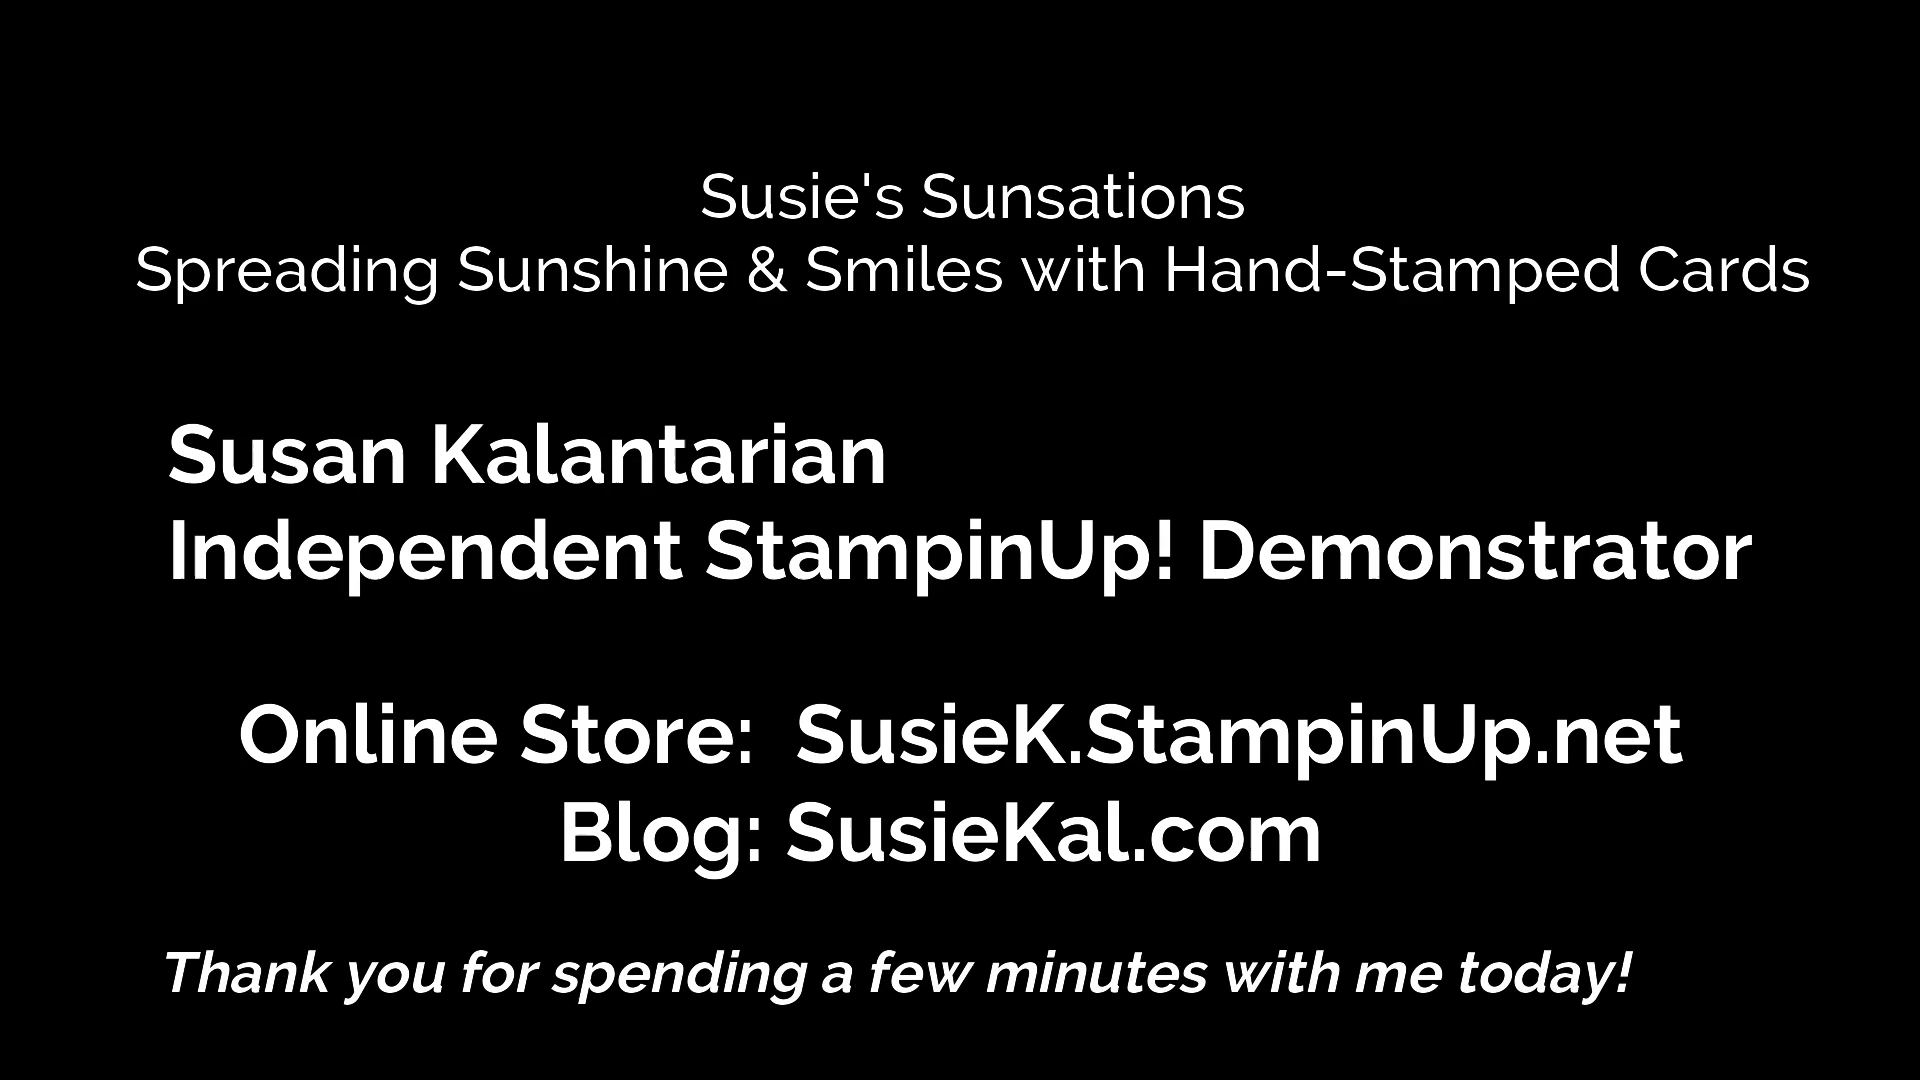 Susie's Sunsations
Spreading Sunshine & Smiles with Hand-Stamped Cards
Susan Kalantarian
Independent StampinUp! Demonstrator
Online Store:  SusieK.StampinUp.net
Blog: SusieKal.com
Thank you for spending a few minutes with me today!